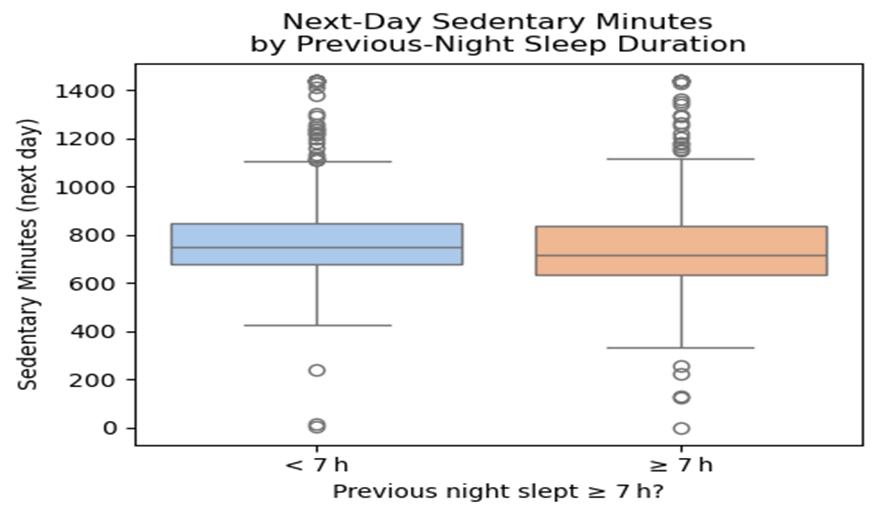 Next-Day Sedentary Minutes
by Previous-Night Sleep Duration
Sedentary Minutes (next day)
1400
1200
1000
800
600
400
200
0
< 7 h
≥ 7 h
Previous night slept ≥ 7 h?